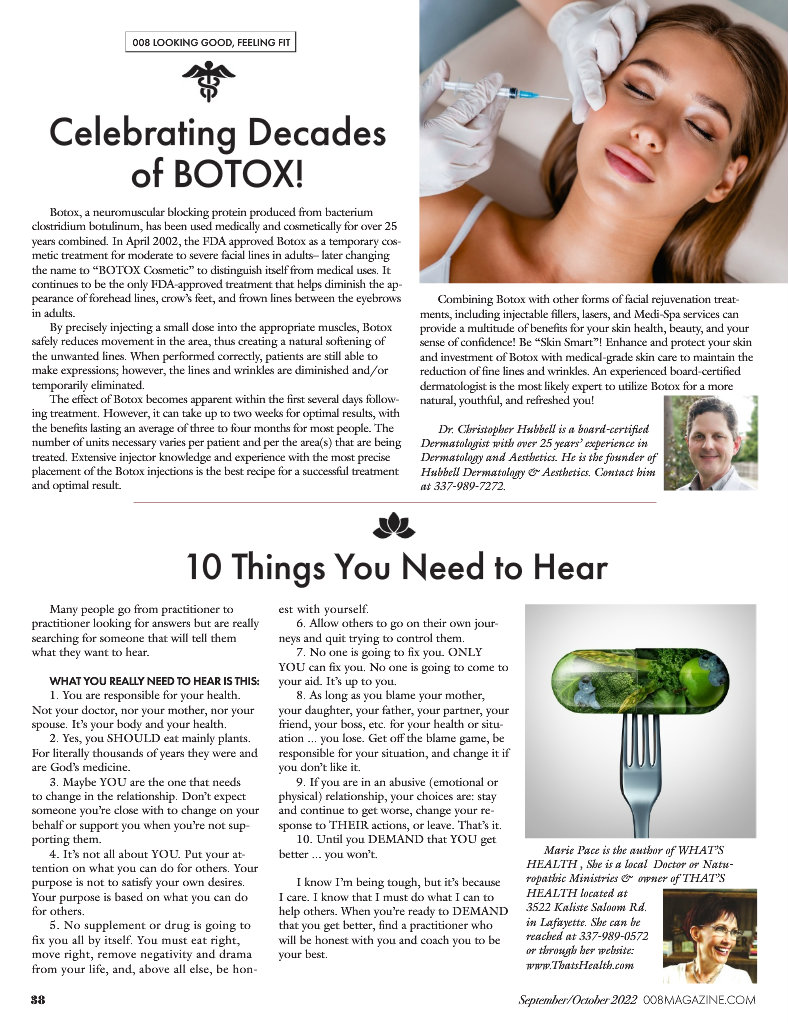 008 LOOKING GOOD, FEELING FIT
Celebrating Decades
of BOTOX!
Botox, a neuromuscular blocking protein produced from bacterium
clostridium botulinum, has been used medically and cosmetically for over 25
years combined. In April 2002, the FDA approved Botox as a temporary cos-
metic treatment for moderate to severe facial lines in adults– later changing
the name to “BOTOX Cosmetic” to distinguish itself from medical uses. It
continues to be the only FDA-approved treatment that helps diminish the ap-
pearance of forehead lines, crow’s feet, and frown lines between the eyebrows
in adults.
By precisely injecting a small dose into the appropriate muscles, Botox
safely reduces movement in the area, thus creating a natural softening of
the unwanted lines. When performed correctly, patients are still able to
make expressions; however, the lines and wrinkles are diminished and/or
temporarily eliminated.
The effect of Botox becomes apparent within the first several days follow-
ing treatment. However, it can take up to two weeks for optimal results, with
the benefits lasting an average of three to four months for most people. The
number of units necessary varies per patient and per the area(s) that are being
treated. Extensive injector knowledge and experience with the most precise
placement of the Botox injections is the best recipe for a successful treatment
and optimal result.
Combining Botox with other forms of facial rejuvenation treat-
ments, including injectable fillers, lasers, and Medi-Spa services can
provide a multitude of benefits for your skin health, beauty, and your
sense of confidence! Be “Skin Smart”! Enhance and protect your skin
and investment of Botox with medical-grade skin care to maintain the
reduction of fine lines and wrinkles. An experienced board-certified
dermatologist is the most likely expert to utilize Botox for a more
natural, youthful, and refreshed you!
Dr. Christopher Hubbell is a board-certified
Dermatologist with over 25 years’ experience in
Dermatology and Aesthetics. He is the founder of
Hubbell Dermatology & Aesthetics. Contact him
at 337-989-7272.
10 Things You Need to Hear
Many people go from practitioner to
practitioner looking for answers but are really
searching for someone that will tell them
what they want to hear.
WHAT YOU REALLY NEED TO HEAR IS THIS:
1. You are responsible for your health.
Not your doctor, nor your mother, nor your
spouse. It’s your body and your health.
2. Yes, you SHOULD eat mainly plants.
For literally thousands of years they were and
are God’s medicine.
3. Maybe YOU are the one that needs
to change in the relationship. Don’t expect
someone you’re close with to change on your
behalf or support you when you’re not sup-
porting them.
4. It’s not all about YOU. Put your at-
tention on what you can do for others. Your
purpose is not to satisfy your own desires.
Your purpose is based on what you can do
for others.
5. No supplement or drug is going to
fix you all by itself. You must eat right,
move right, remove negativity and drama
from your life, and, above all else, be hon-
est with yourself.
6. Allow others to go on their own jour-
neys and quit trying to control them.
7. No one is going to fix you. ONLY
YOU can fix you. No one is going to come to
your aid. It’s up to you.
8. As long as you blame your mother,
your daughter, your father, your partner, your
friend, your boss, etc. for your health or situ-
ation ... you lose. Get off the blame game, be
responsible for your situation, and change it if
you don’t like it.
9. If you are in an abusive (emotional or
physical) relationship, your choices are: stay
and continue to get worse, change your re-
sponse to THEIR actions, or leave. That’s it.
10. Until you DEMAND that YOU get
better ... you won’t.
I know I’m being tough, but it’s because
I care. I know that I must do what I can to
help others. When you’re ready to DEMAND
that you get better, find a practitioner who
will be honest with you and coach you to be
your best.
Marie Pace is the author of WHAT’S
HEALTH , She is a local Doctor or Natu-
ropathic Ministries & owner of THAT’S
HEALTH located at
3522 Kaliste Saloom Rd.
in Lafayette. She can be
reached at 337-989-0572
or through her website:
www.ThatsHealth.com
38
September/October 2022 008MAGAZINE.COM